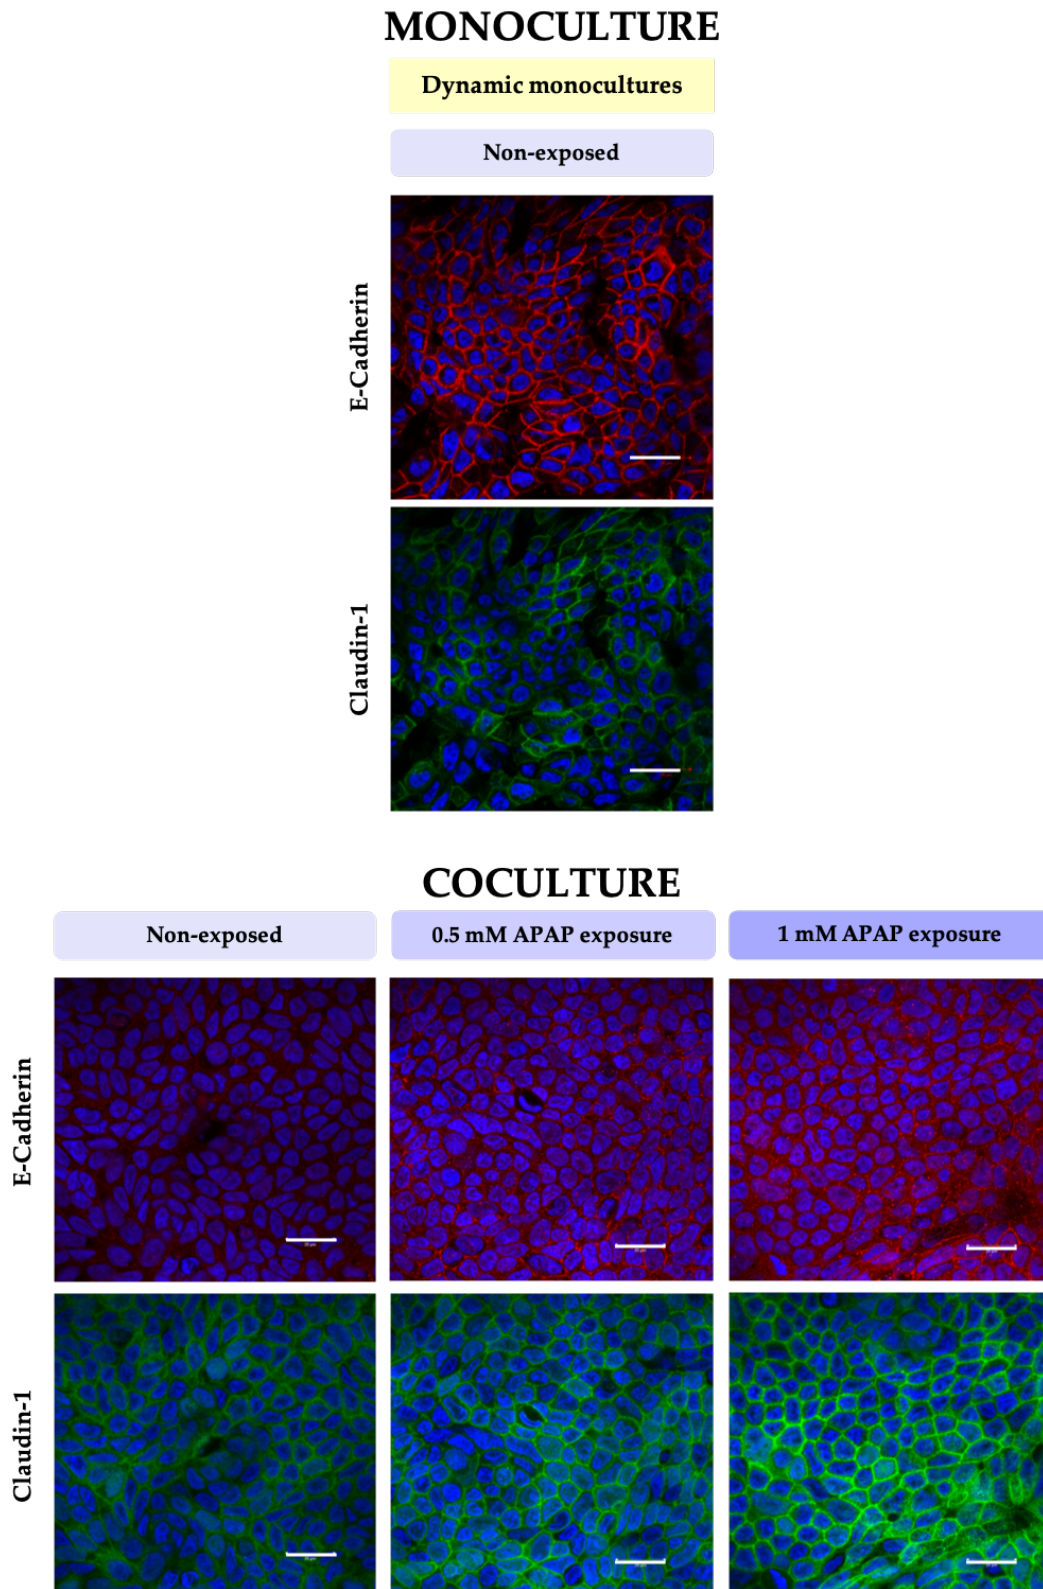 MONOCULTURE
Dynamic monocultures
Non-exposed
E-Cadherin
Claudin-1
COCULTURE
Non-exposed
0.5 mM APAP exposure
1 mM APAP exposure
E-Cadherin
Claudin-1